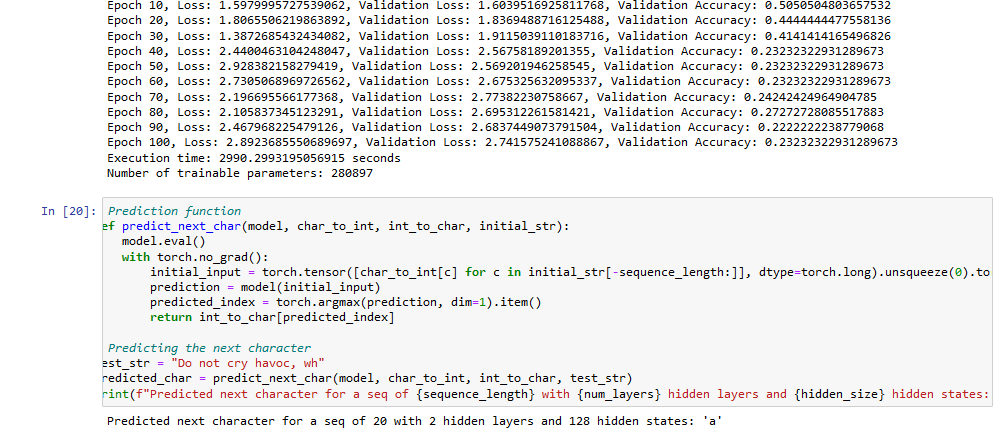 Epoch 10, Loss: 1.5979995727539062, Validation Loss: 1.6039516925811768, Validation Accuracy: 0.5050504803657532
Epoch 20, Loss: 1.8065506219863892, Validation Loss: 1.8369488716125488, Validation Accuracy: 0.4444444477558136
Epoch 30, Loss: 1.3872685432434082, Validation Loss: 1.9115039110183716, Validation Accuracy: 0.4141414165496826
Epoch 40, Loss: 2.4400463104248047, Validation Loss: 2.56758189201355, Validation Accuracy: 0.23232322931289673
Epoch 50, Loss: 2.928382158279419, Validation Loss: 2.569201946258545, Validation Accuracy: 0.23232322931289673
Epoch 60, Loss: 2.7305068969726562, Validation Loss: 2.675325632095337, Validation Accuracy: 0.23232322931289673
Epoch 70, Loss: 2.196695566177368, Validation Loss: 2.77382230758667, Validation Accuracy: 0.24242424964904785
Epoch 80, Loss: 2.105837345123291, Validation Loss: 2.695312261581421, Validation Accuracy: 0.27272728085517883
Epoch 90, Loss: 2.467968225479126, Validation Loss: 2.6837449073791504, Validation Accuracy: 0.2222222238779068
Epoch 100, Loss: 2.8923685550689697, Validation Loss: 2.741575241088867, Validation Accuracy: 0.23232322931289673
Execution time: 2990.2993195056915 seconds
Number of trainable parameters: 280897
In [20]: Prediction function
ef predict_next_char(model, char_to_int, int_to_char, initial_str):
model.eval()
with torch.no_grad():
initial_input = torch.tensor([char_to_int[c] for c in initial_str[-sequence_length:]], dtype=torch.long).unsqueeze(0).to
prediction = model(initial_input)
predicted_index = torch.argmax(prediction, dim=1).item()
return int_to_char[predicted_index]
Predicting the next character
est_str = "Do not cry havoc, wh"
redicted_char = predict_next_char(model, char_to_int, int_to_char, test_str)
rint(f"Predicted next character for a seq of {sequence_length} with {num_layers} hidden layers and {hidden_size} hidden states:
Predicted next character for a seq of 20 with 2 hidden layers and 128 hidden states: 'a'